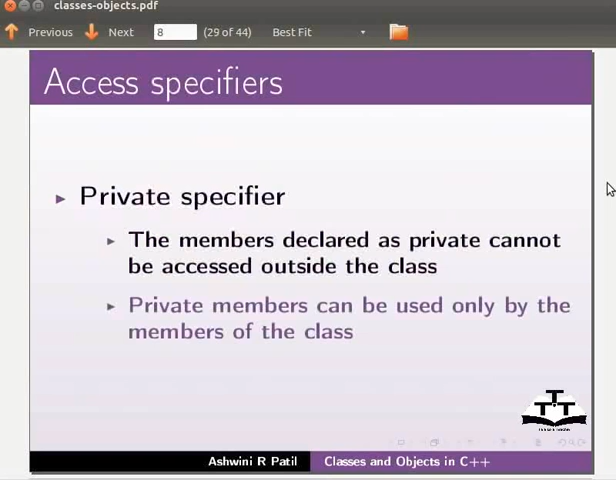 classes-objects.pdf
Previous Next 8 (29 of 44) Best Fit
Access specifiers
Private specifier
The members declared as private cannot
be accessed outside the class
Private members can be used only by the
members of the class
Ashwini R Patil Classes and Objects in C++